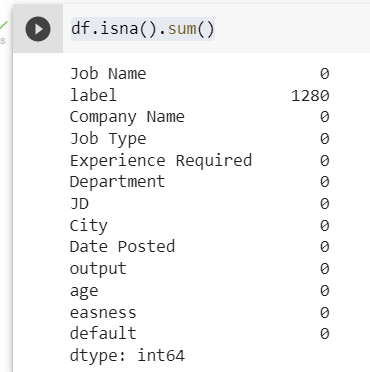 df.isna().sum()
s
Job Name 0
label 1280
Company Name 0
Job Type 0
Experience Required 0
Department 0
JD 0
City 0
Date Posted 0
output 0
age 0
easness 0
default 0
dtype: int64